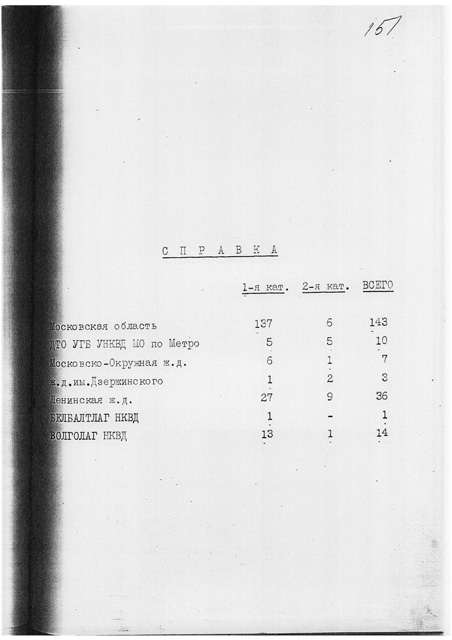 151
С П Р А В К А
1-я кат. 2-я кат. ВСЕГО
Московская область 137 6 143
ДТО УГБ УНКВД МО по Метро 5 5 10
Московско-Окружная ж.д. 6 1 7
ж.д.им.Дзержинского 1 2 3
Ленинская ж.д. 27 9 36
БЕЛБАЛТЛАГ НКВД 1 - 1
ВОЛГОЛАГ НКВД 13 1 14